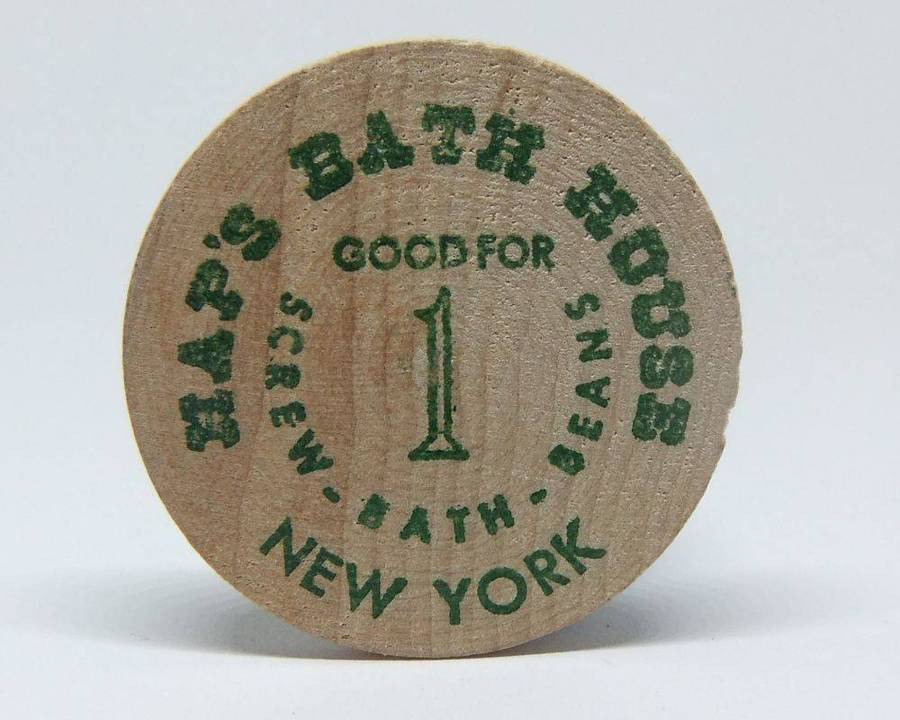 HAP'S BATH HOUSE
GOOD FOR
1
SCREW - BATH - BEANS
NEW YORK